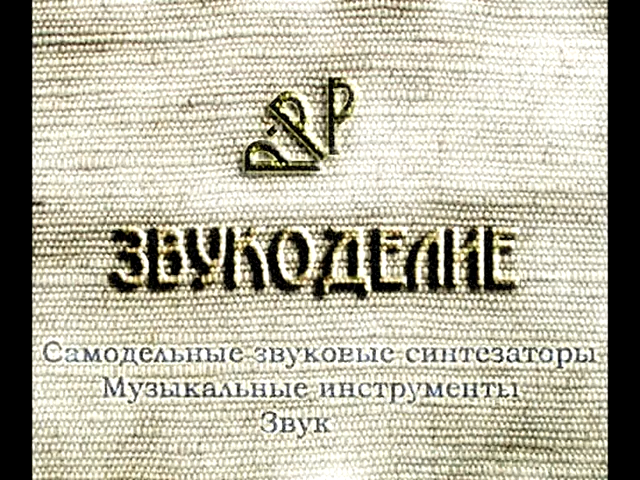 ЗВУКОДЕЛИЕ
Самодельные звуковые синтезаторы
Музыкальные инструменты
Звук